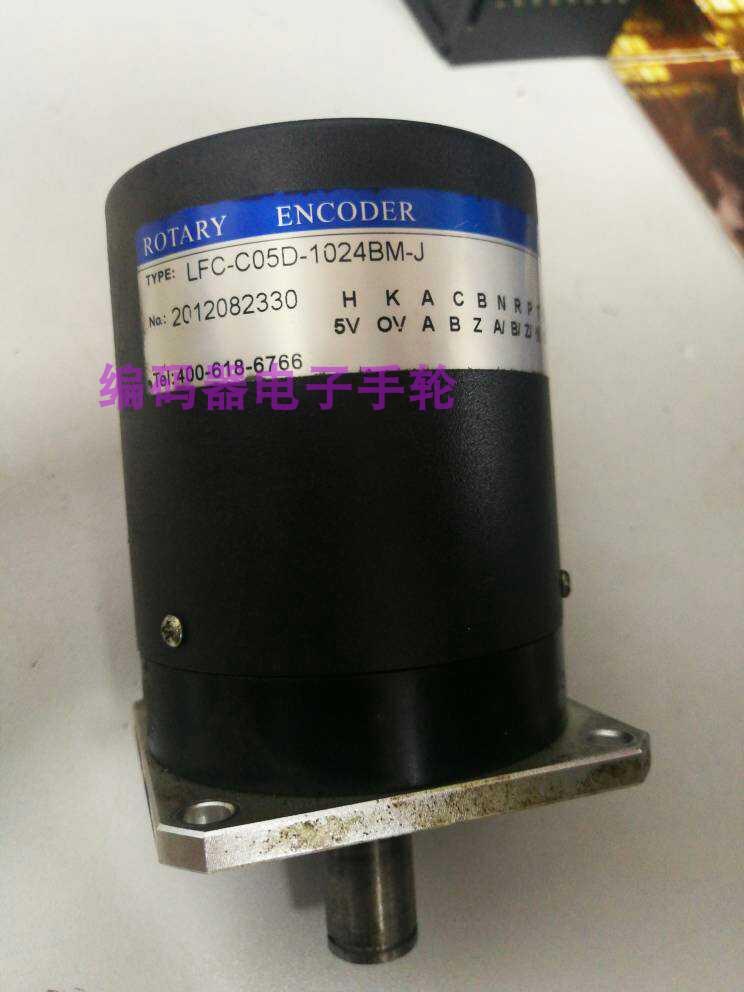 ROTARY ENCODER
TYPE: LFC-C05D-1024BM-J
No.: 2012082330
H K A C B N R P
5V OV A B Z A/ B/ Z/
Tel:400-618-6766
编码器电子手轮